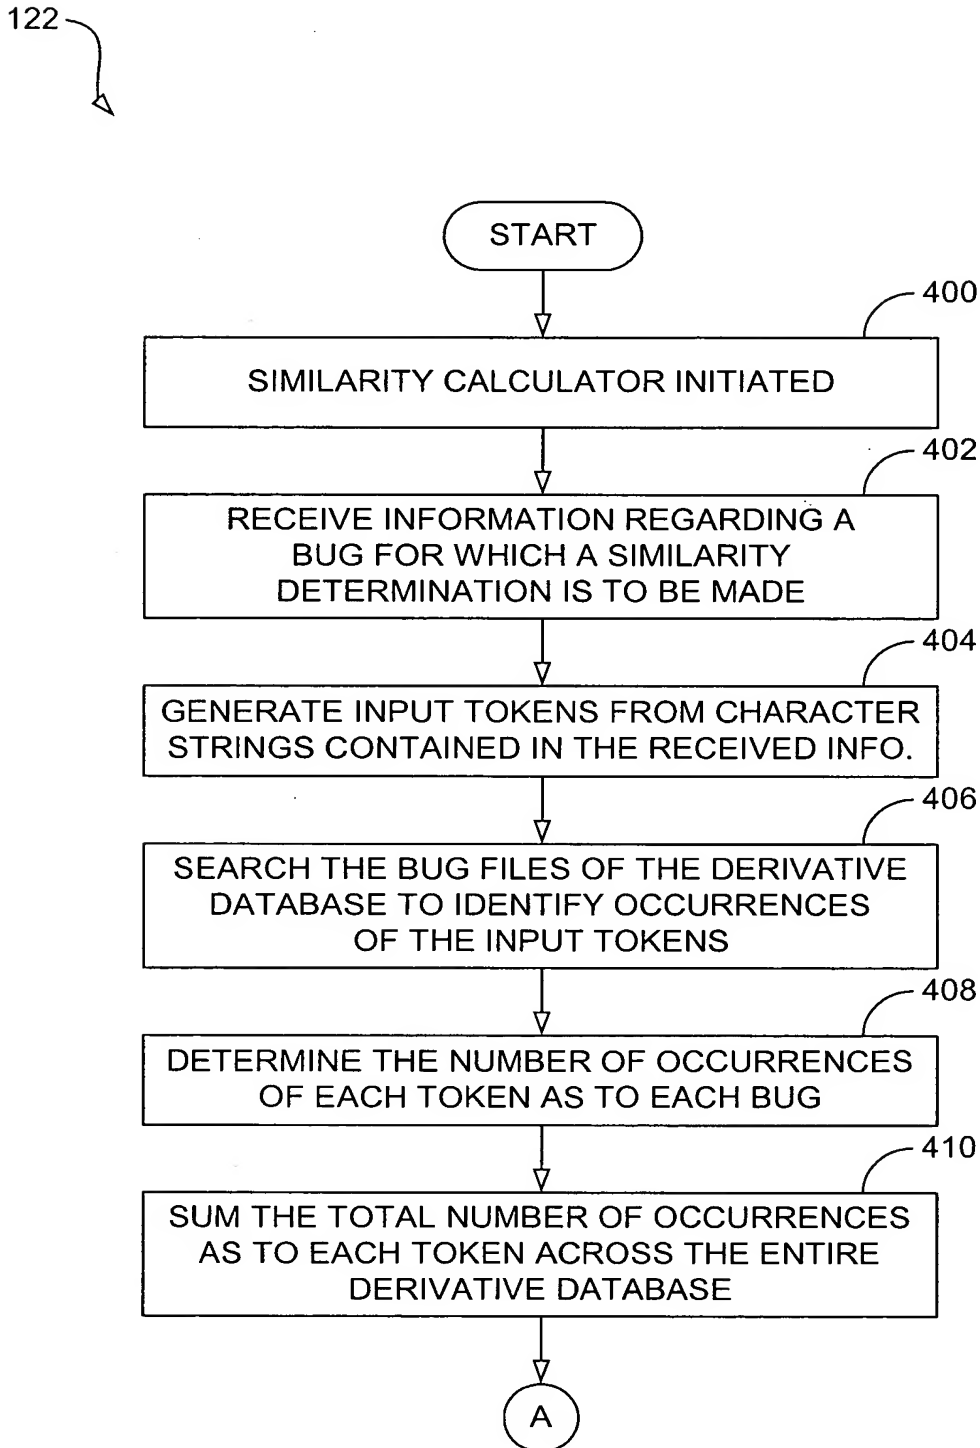 122
START
400
SIMILARITY CALCULATOR INITIATED
402
RECEIVE INFORMATION REGARDING A
BUG FOR WHICH A SIMILARITY
DETERMINATION IS TO BE MADE
404
GENERATE INPUT TOKENS FROM CHARACTER
STRINGS CONTAINED IN THE RECEIVED INFO.
406
SEARCH THE BUG FILES OF THE DERIVATIVE
DATABASE TO IDENTIFY OCCURRENCES
OF THE INPUT TOKENS
408
DETERMINE THE NUMBER OF OCCURRENCES
OF EACH TOKEN AS TO EACH BUG
410
SUM THE TOTAL NUMBER OF OCCURRENCES
AS TO EACH TOKEN ACROSS THE ENTIRE
DERIVATIVE DATABASE
A